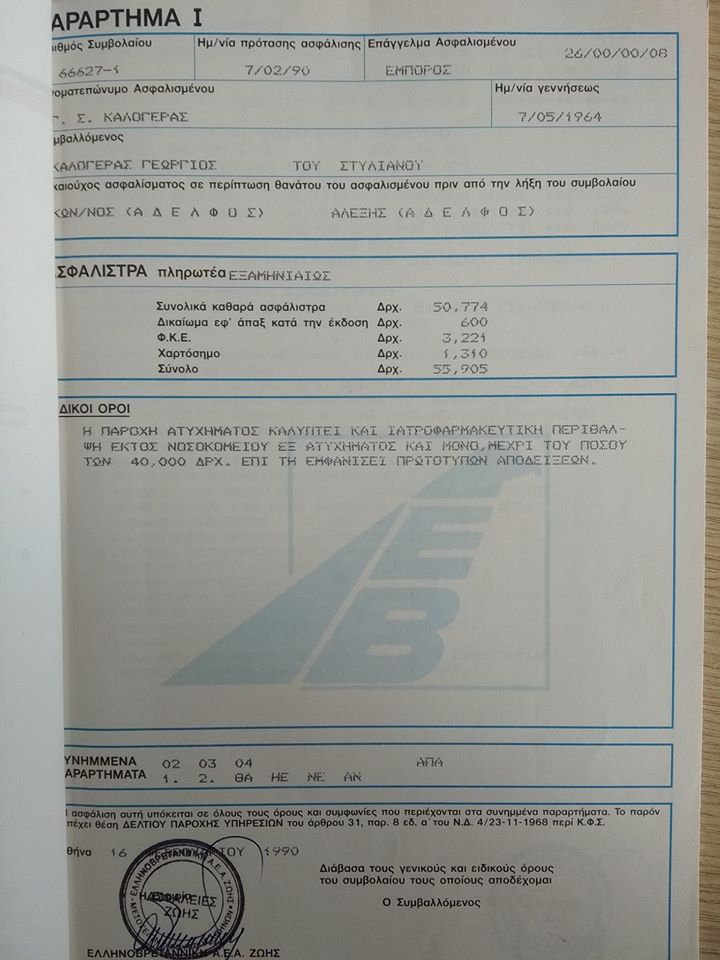 ΑΡΑΡΤΗΜΑ Ι
ιθμός Συμβολαίου Ημ/νία πρότασης ασφάλισης Επάγγελμα Ασφαλισμένου 26/00/00/08
66627-1 7/02/90 ΕΜΠΟΡΟΣ
νοματεπώνυμο Ασφαλισμένου Ημ/νία γεννήσεως
Γ. Σ. ΚΑΛΟΓΕΡΑΣ 7/05/1964
μβαλλόμενος
ΚΑΛΟΓΕΡΑΣ ΓΕΩΡΓΙΟΣ ΤΟΥ ΣΤΥΛΙΑΝΟΥ
καιούχος ασφαλίσματος σε περίπτωση θανάτου του ασφαλισμένου πριν από την λήξη του συμβολαίου
ΚΩΝ/ΝΟΣ (Α Δ Ε Λ Φ Ο Σ) ΑΛΕΞΗΣ (Α Δ Ε Λ Φ Ο Σ)
ΣΦΑΛΙΣΤΡΑ πληρωτέα ΕΞΑΜΗΝΙΑΙΩΣ
Συνολικά καθαρά ασφάλιστρα Δρχ. 50,774
Δικαίωμα εφ' άπαξ κατά την έκδοση Δρχ. 600
Φ.Κ.Ε. Δρχ. 3,221
Χαρτόσημο Δρχ. 1,310
Σύνολο Δρχ. 55,905
ΔΙΚΟΙ ΟΡΟΙ
Η ΠΑΡΟΧΗ ΑΤΥΧΗΜΑΤΟΣ ΚΑΛΥΠΤΕΙ ΚΑΙ ΙΑΤΡΟΦΑΡΜΑΚΕΥΤΙΚΗ ΠΕΡΙΘΑΛ-
ΨΗ ΕΚΤΟΣ ΝΟΣΟΚΟΜΕΙΟΥ ΕΞ ΑΤΥΧΗΜΑΤΟΣ ΚΑΙ ΜΟΝΟ,ΜΕΧΡΙ ΤΟΥ ΠΟΣΟΥ
ΤΩΝ 40,000 ΔΡΧ. ΕΠΙ ΤΗ ΕΜΦΑΝΙΣΕΙ ΠΡΩΤΟΤΥΠΩΝ ΑΠΟΔΕΙΞΕΩΝ.
Ε
Β
ΥΝΗΜΜΕΝΑ 02 03 04 ΑΠΑ
ΑΡΑΡΤΗΜΑΤΑ 1. 2. ΘΑ ΗΕ ΝΕ ΑΝ
ασφάλιση αυτή υπόκειται σε όλους τους όρους και συμφωνίες που περιέχονται στα συνημμένα παραρτήματα. Το παρόν
πέχει θέση ΔΕΛΤΙΟΥ ΠΑΡΟΧΗΣ ΥΠΗΡΕΣΙΩΝ του άρθρου 31, παρ. 8 εδ. α' του Ν.Δ. 4/23-11-1968 περί Κ.Φ.Σ.
θήνα 16 1990
Διάβασα τους γενικούς και ειδικούς όρους
του συμβολαίου τους οποίους αποδέχομαι
Ο Συμβαλλόμενος
ΑΣΦΑΛΕΙΕΣ
ΖΩΗΣ
ΕΛΛΗΝΟΒΡΕΤΑΝΝΙΚΗ Α.Ε.Α. ΖΩΗΣ